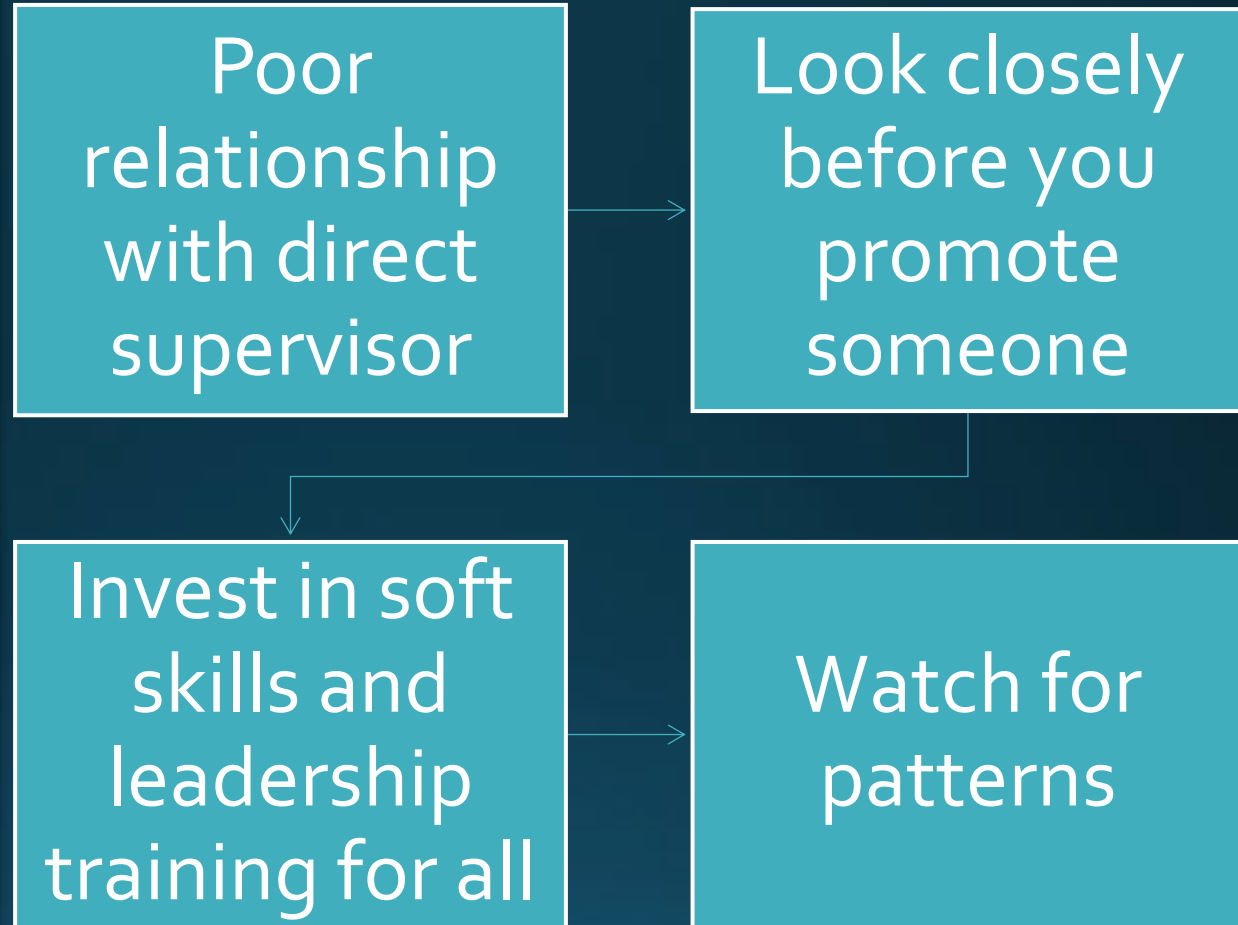 Poor
relationship
with direct
supervisor
Look closely
before you
promote
someone
Invest in soft
skills and
leadership
training for all
Watch for
patterns